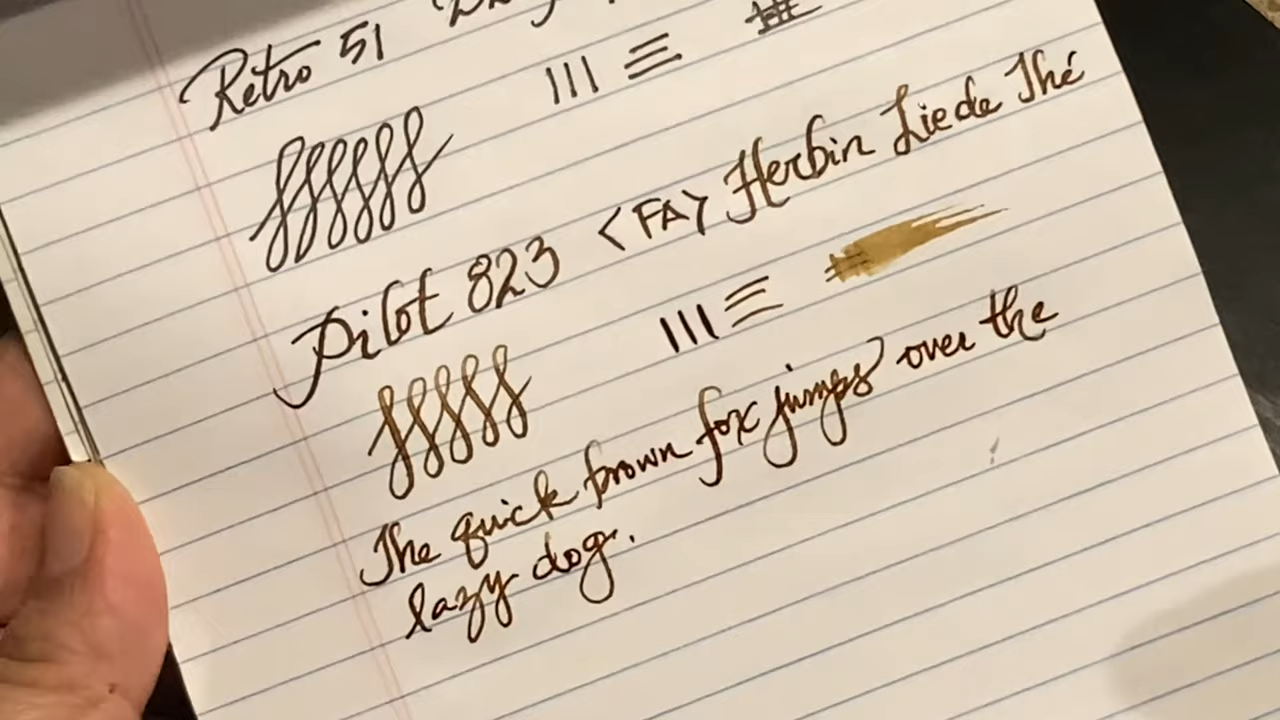 Retro 51
Pilot 823 <FA> Herbin Lie de Thé
The quick brown fox jumps over the
lazy dog.